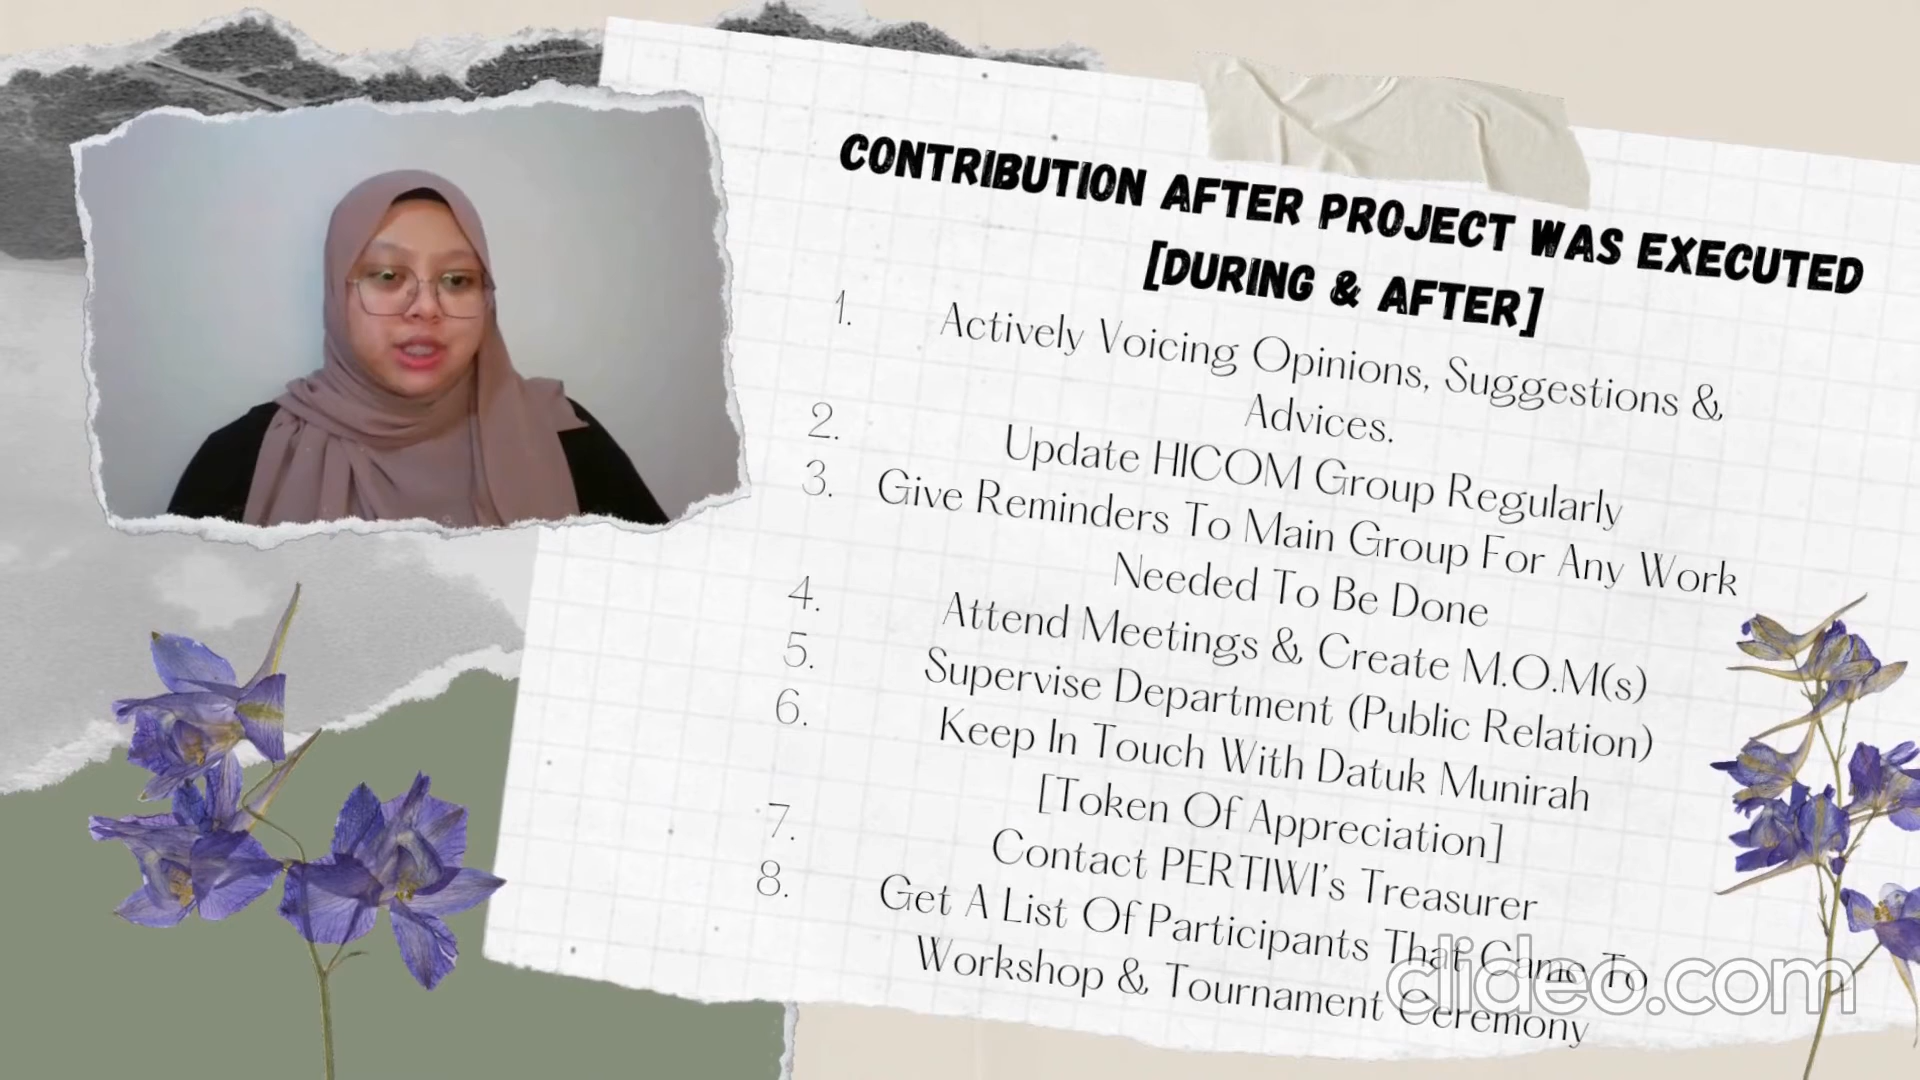 CONTRIBUTION AFTER PROJECT WAS EXECUTED
[DURING & AFTER]
1. Actively Voicing Opinions, Suggestions &
Advices.
2. Update HICOM Group Regularly
3. Give Reminders To Main Group For Any Work
Needed To Be Done
4. Attend Meetings & Create M.O.M(s)
5. Supervise Department (Public Relation)
6. Keep In Touch With Datuk Munirah
[Token Of Appreciation]
7. Contact PERTIWI's Treasurer
8. Get A List Of Participants That Came To
Workshop & Tournament Ceremony
clideo.com